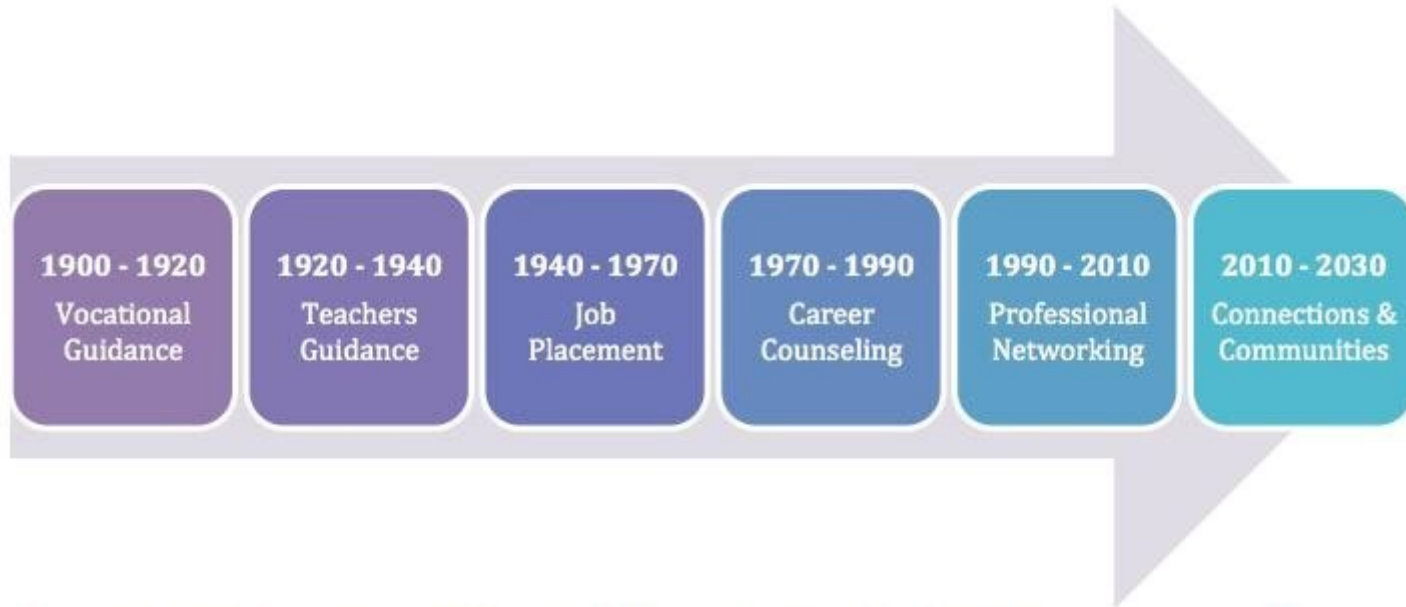 1900 - 1920
Vocational
Guidance
1920 - 1940
Teachers
Guidance
1940 - 1970
Job
Placement
1970 - 1990
Career
Counseling
1990 - 2010
Professional
Networking
2010 - 2030
Connections &
Communities